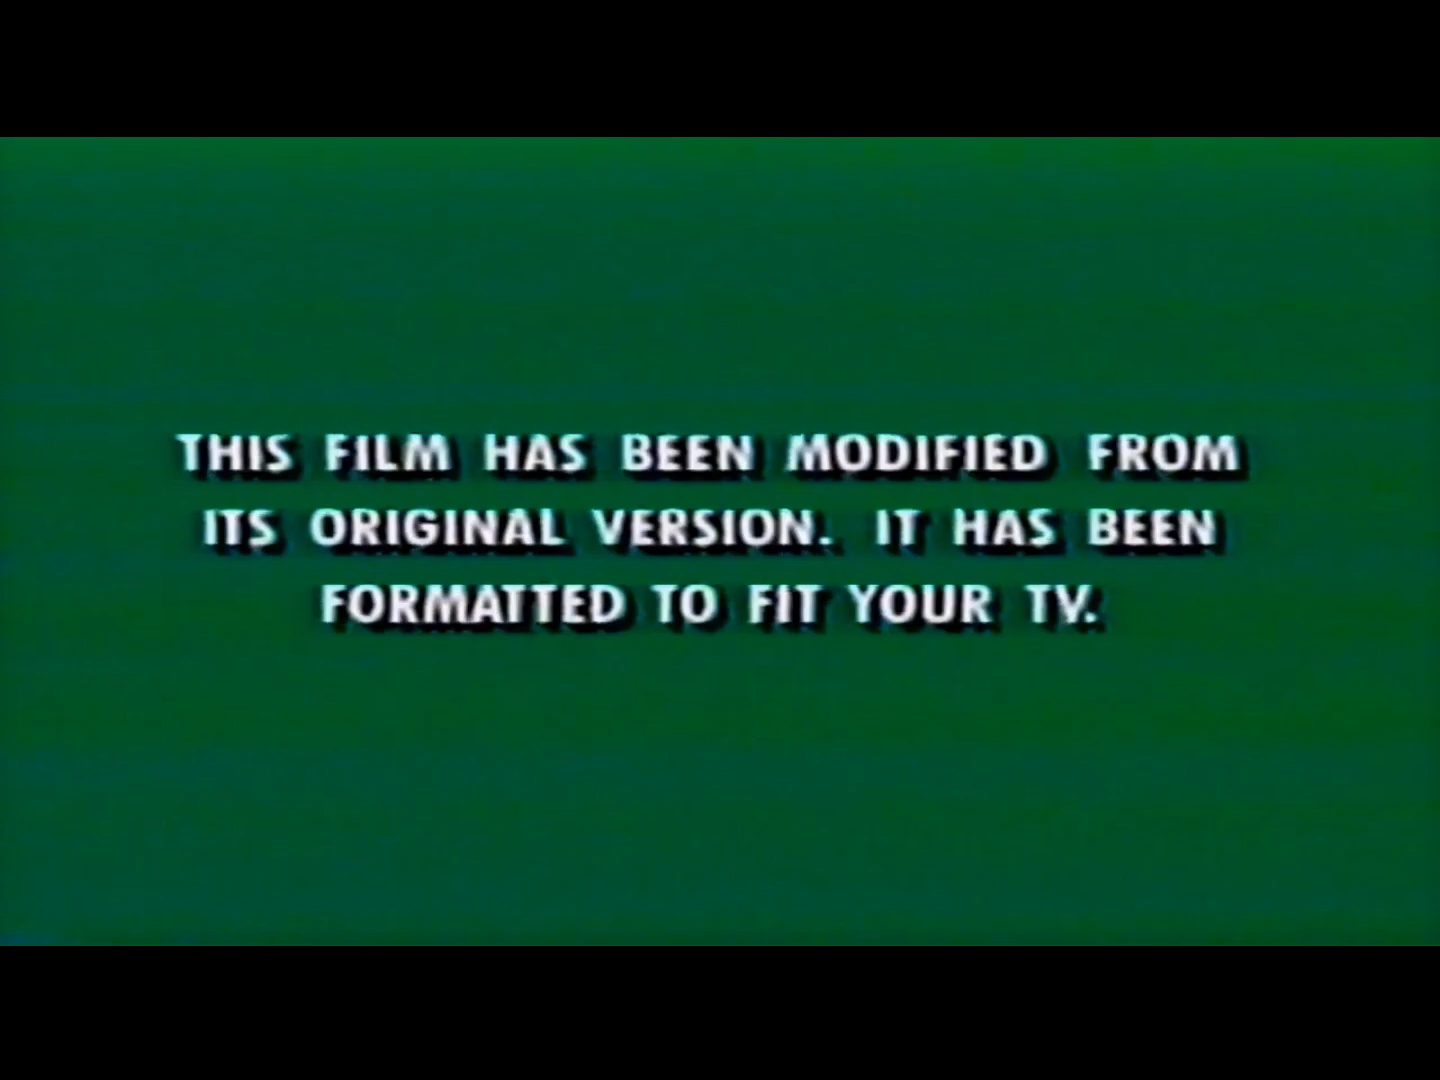 THIS FILM HAS BEEN MODIFIED FROM
ITS ORIGINAL VERSION. IT HAS BEEN
FORMATTED TO FIT YOUR TV.